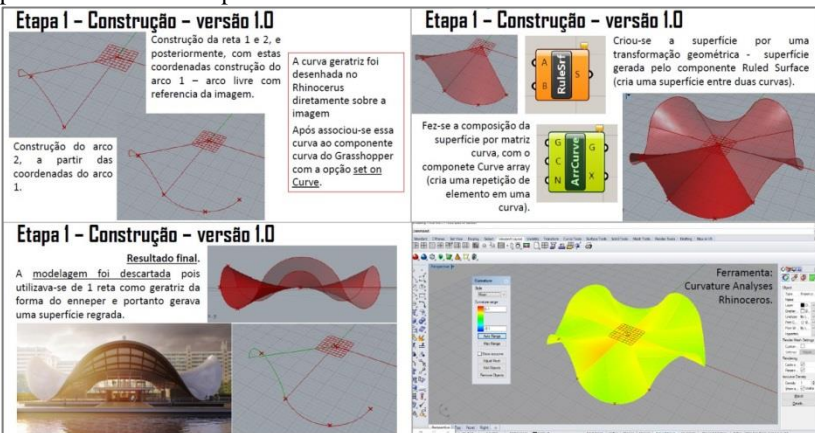 Etapa 1 – Construção – versão 1.0
Construção da reta 1 e 2, e
posteriormente, com estas
coordenadas construção do
arco 1 – arco livre com
referencia da imagem.
A curva geratriz foi
desenhada no
Rhinocerus
diretamente sobre a
imagem
Após associou-se essa
curva ao componente
curva do Grasshopper
com a opção set on
Curve.
Construção do arco
2, a partir das
coordenadas do arco
1.
Etapa 1 – Construção – versão 1.0
Criou-se a superfície por uma
transformação geométrica - superfície
gerada pelo componente Ruled Surface
(cria uma superfície entre duas curvas).
A
B
RuleSrf
S
Fez-se a composição da
superfície por matriz
curva, com o
componete Curve array
(cria uma repetição de
elemento em uma
curva).
G
C
N
ArrCurve
G
X
Etapa 1 – Construção – versão 1.0
Resultado final.
A modelagem foi descartada pois
utilizava-se de 1 reta como geratriz da
forma do enneper e portanto gerava
uma superfície regrada.
Ferramenta:
Curvature Analyses
Rhinoceros.